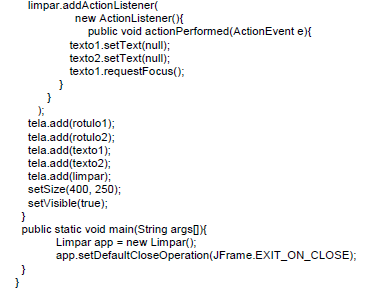 limpar.addActionListener(
new ActionListener(){
public void actionPerformed(ActionEvent e){
texto1.setText(null);
texto2.setText(null);
texto1.requestFocus();
}
}
);
tela.add(rotulo1);
tela.add(rotulo2);
tela.add(texto1);
tela.add(texto2);
tela.add(limpar);
setSize(400, 250);
setVisible(true);
}
public static void main(String args[]){
Limpar app = new Limpar();
app.setDefaultCloseOperation(JFrame.EXIT_ON_CLOSE);
}
}